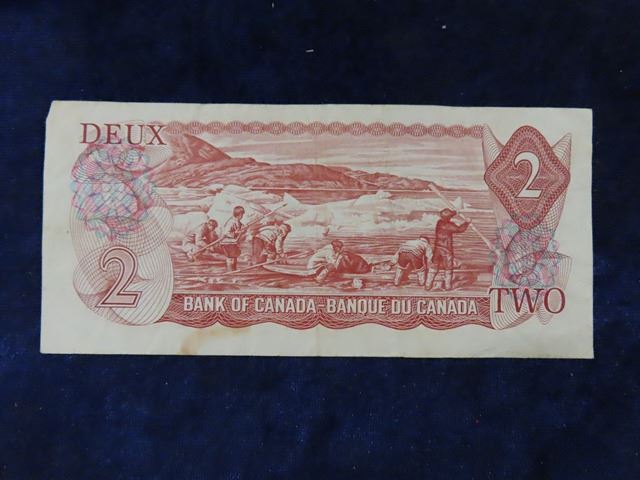 DEUX
2
2
BANK OF CANADA - BANQUE DU CANADA
TWO